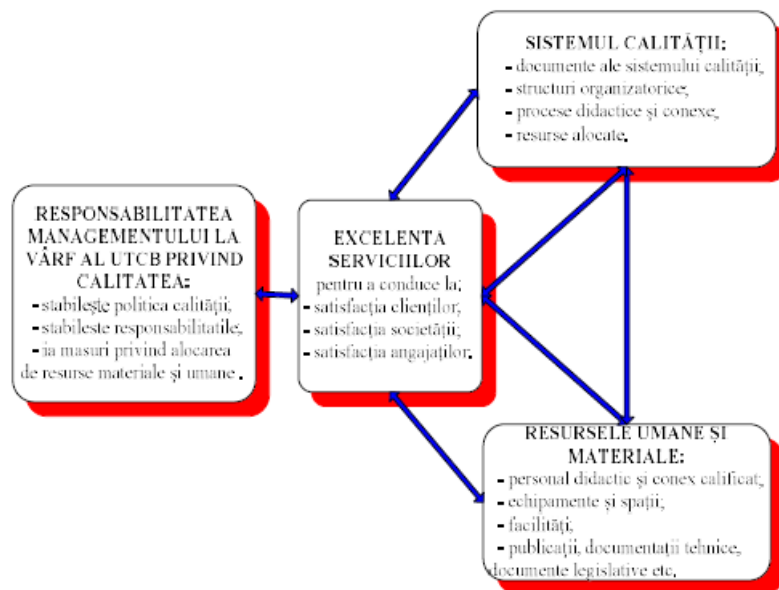 RESPONSABILITATEA
MANAGEMENTULUI LA
VÂRF AL UTCB PRIVIND
CALITATEA:
- stabilește politica calității;
- stabileste responsabilitatile;
- ia masuri privind alocarea
de resurse materiale și umane.
EXCELENTA
SERVICIILOR
pentru a conduce la;
- satisfacția clienților;
- satisfacția societății;
- satisfacția angajaților.
SISTEMUL CALITĂȚII:
- documente ale sistemului calității;
- structuri organizatorice;
- procese didactice și conexe;
- resurse alocate.
RESURSELE UMANE ȘI
MATERIALE:
- personal didactic și conex calificat;
- echipamente și spații;
- facilități;
- publicații, documentații tehnice,
documente legislative etc.